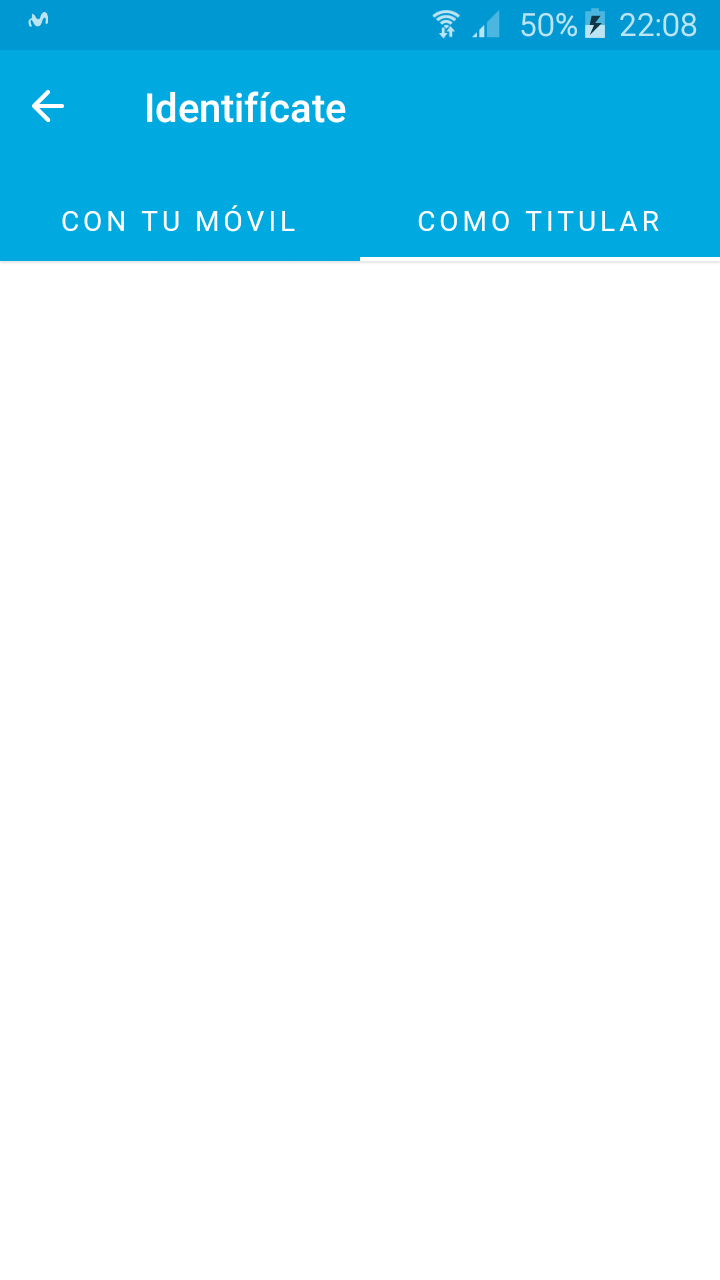 50% 22:08
Identifícate
CON TU MÓVIL COMO TITULAR